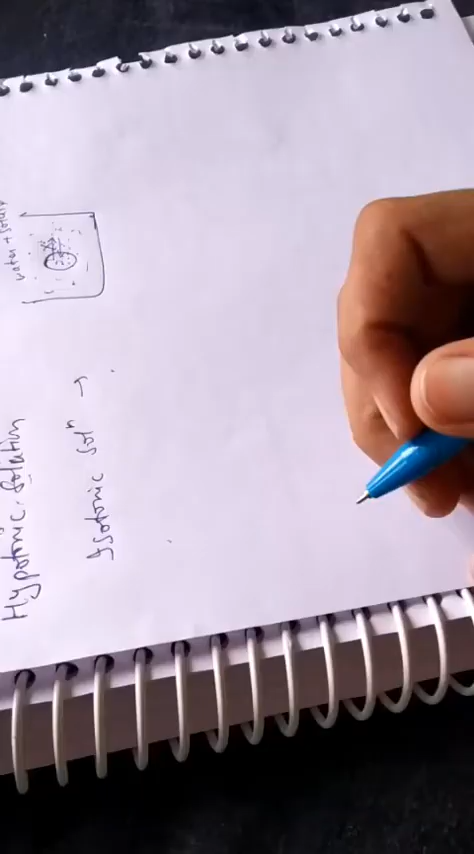 water + solute
Hypotonic Solution
Isotonic Solⁿ →